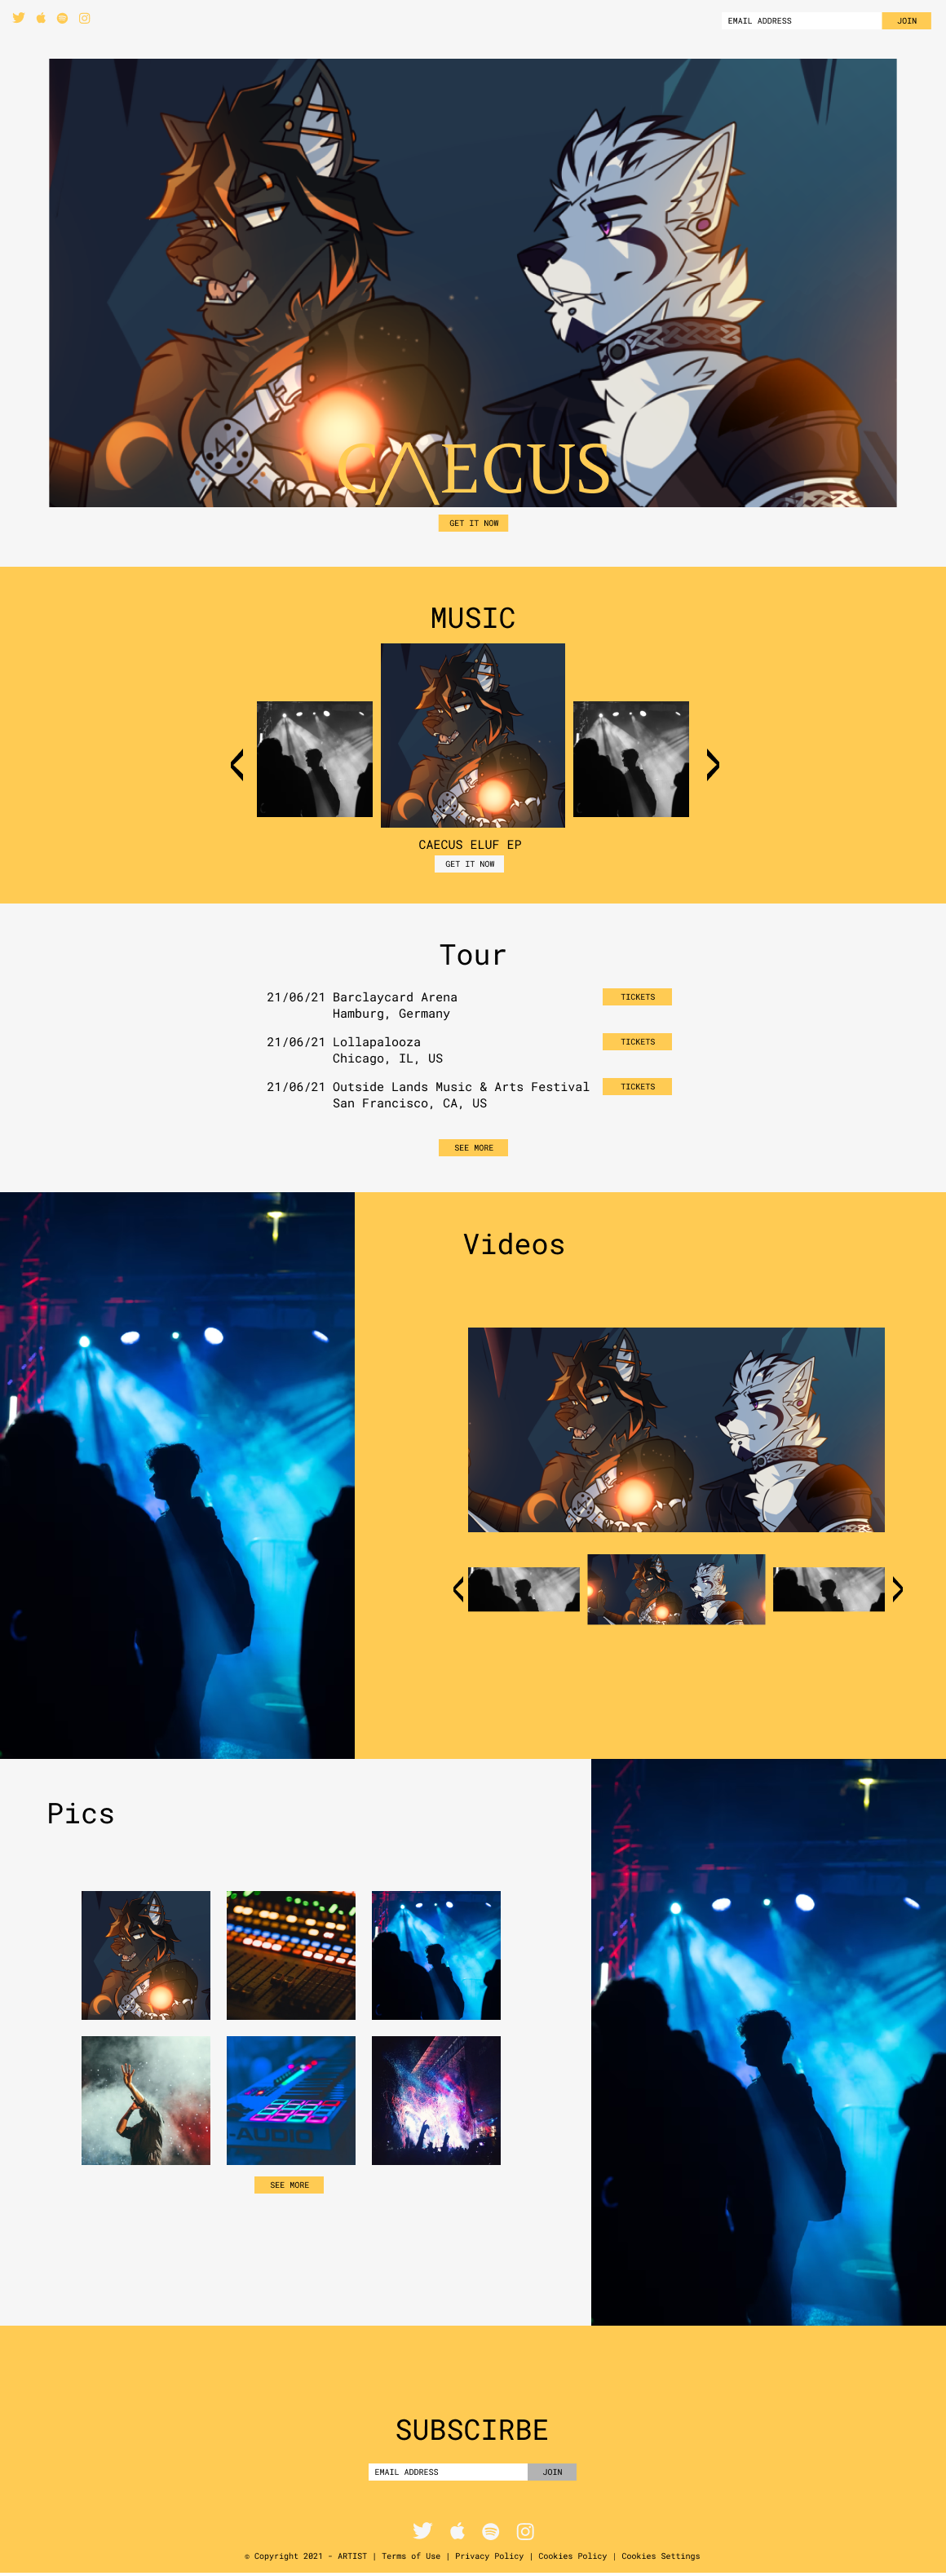 EMAIL ADDRESS JOIN
CΛECUS
GET IT NOW
MUSIC
CAECUS ELUF EP
GET IT NOW
Tour
21/06/21 Barclaycard Arena TICKETS
Hamburg, Germany
21/06/21 Lollapalooza TICKETS
Chicago, IL, US
21/06/21 Outside Lands Music & Arts Festival TICKETS
San Francisco, CA, US
SEE MORE
Videos
Pics
-AUDIO
SEE MORE
SUBSCIRBE
EMAIL ADDRESS JOIN
© Copyright 2021 - ARTIST | Terms of Use | Privacy Policy | Cookies Policy | Cookies Settings